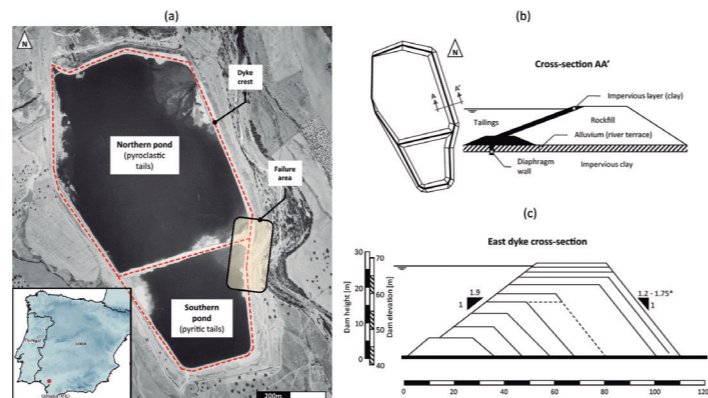 (a)
N
Dyke
crest
Northern pond
(pyroclastic
tails)
Failure
area
Southern
pond
(pyritic tails)
200m
(b)
N
A
A'
Cross-section AA'
Impervious layer (clay)
Tailings
Rockfill
Alluvium (river terrace)
Diaphragm
wall
Impervious clay
(c)
East dyke cross-section
Dam height [m]
30
25
20
15
10
5
0
Dam elevation [m]
70
60
50
40
1.9
1
1.2 - 1.75*
1
0
20
40
60
80
100
120